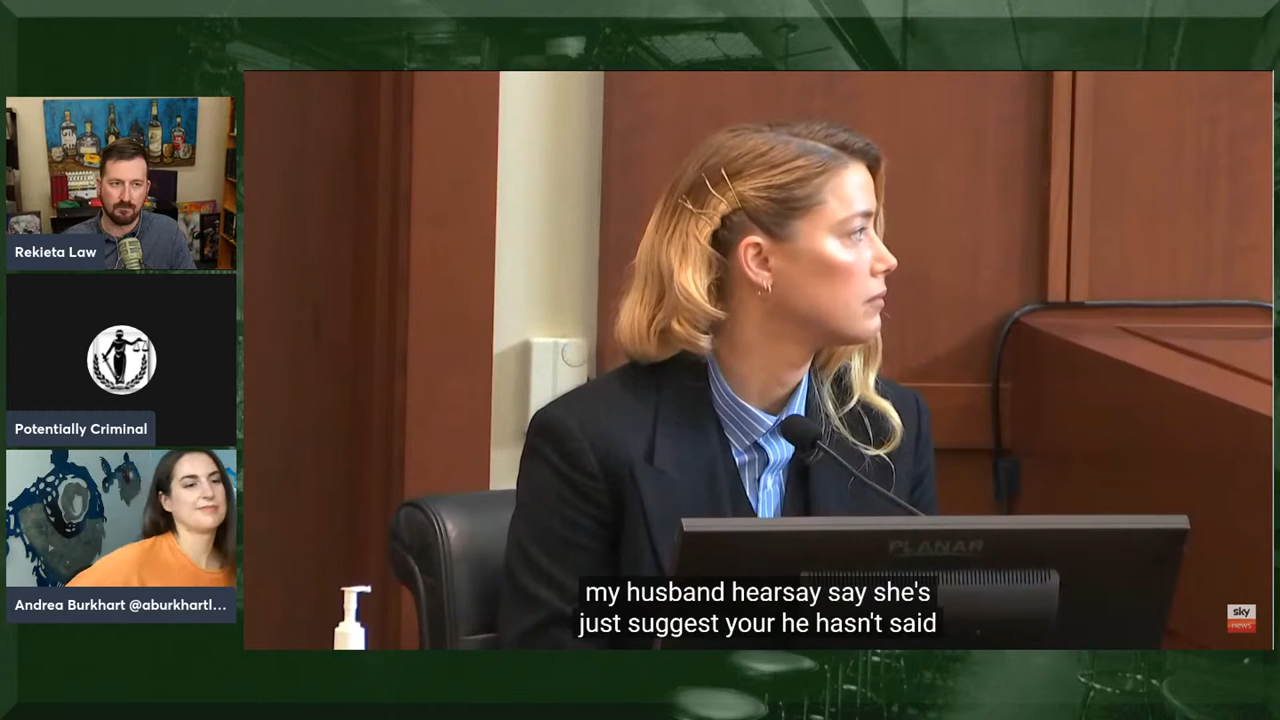 Rekieta Law
Potentially Criminal
Andrea Burkhart @aburkhartl...
PLANAR
my husband hearsay say she's
just suggest your he hasn't said
sky
news